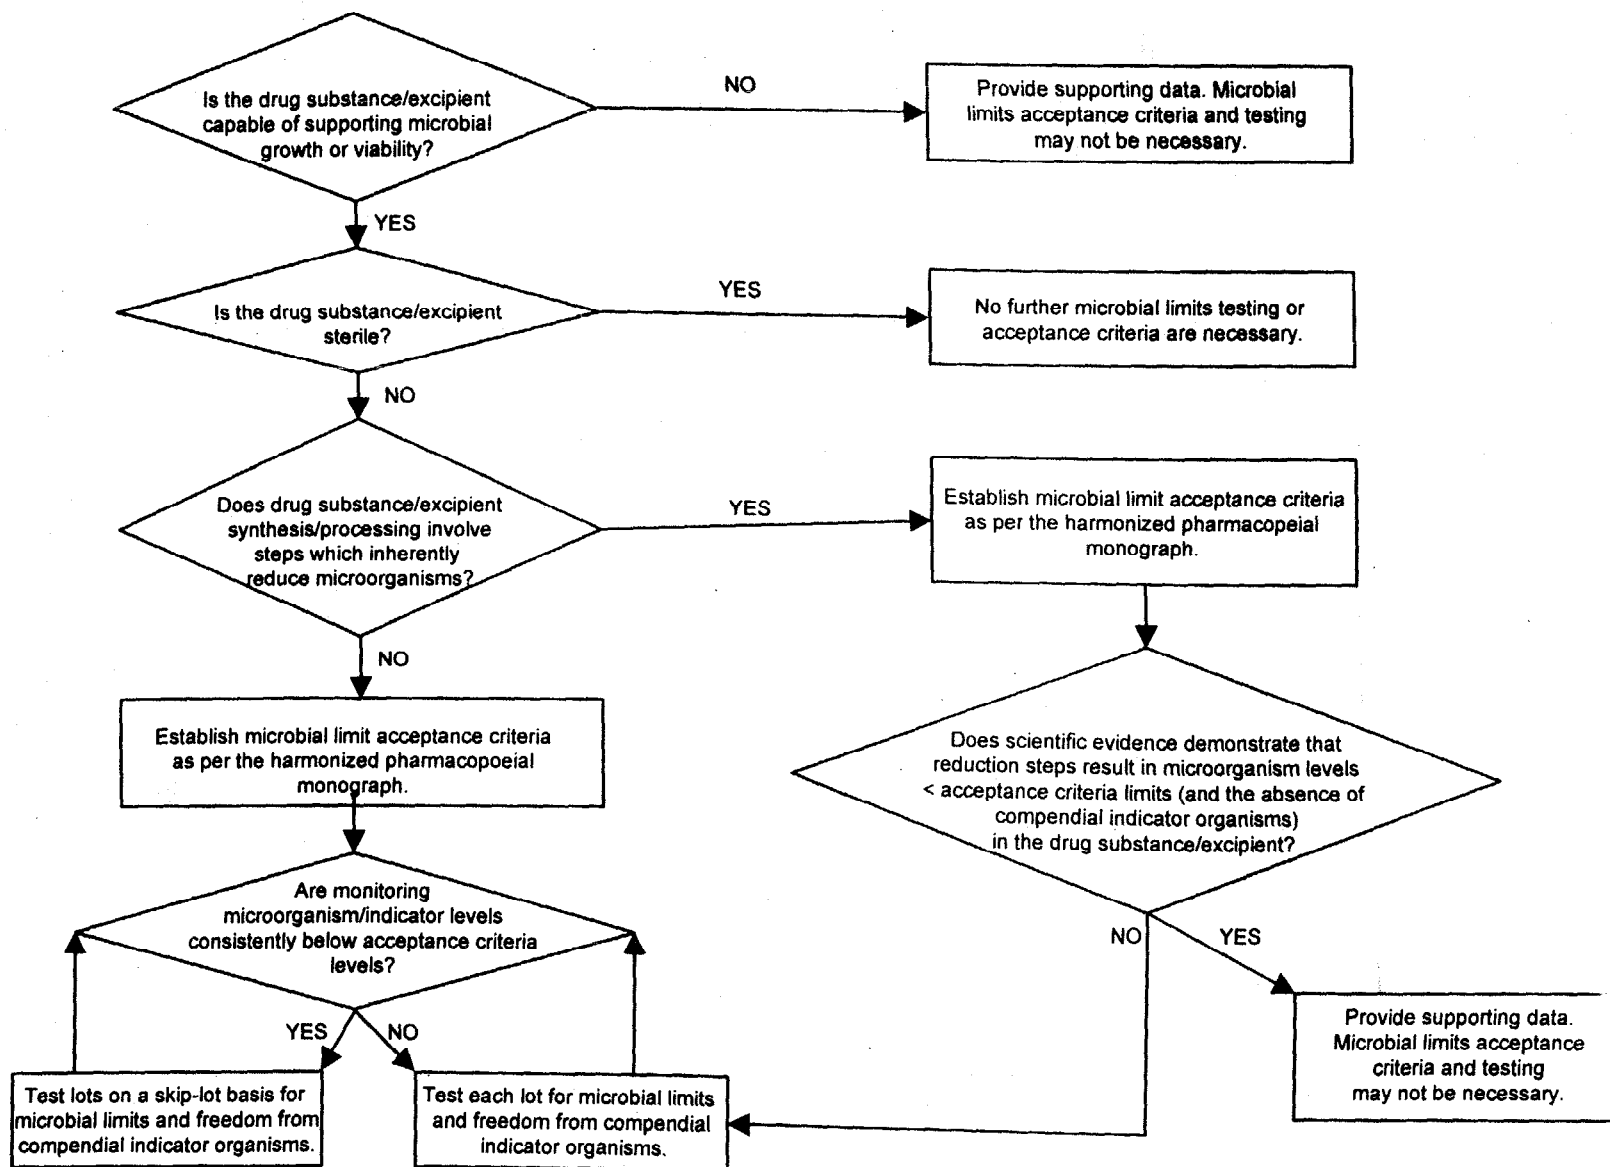 Is the drug substance/excipient
capable of supporting microbial
growth or viability?
NO
Provide supporting data. Microbial
limits acceptance criteria and testing
may not be necessary.
YES
Is the drug substance/excipient
sterile?
YES
No further microbial limits testing or
acceptance criteria are necessary.
NO
Does drug substance/excipient
synthesis/processing involve
steps which inherently
reduce microorganisms?
YES
Establish microbial limit acceptance criteria
as per the harmonized pharmacopeial
monograph.
NO
Establish microbial limit acceptance criteria
as per the harmonized pharmacopoeial
monograph.
Does scientific evidence demonstrate that
reduction steps result in microorganism levels
< acceptance criteria limits (and the absence of
compendial indicator organisms)
in the drug substance/excipient?
Are monitoring
microorganism/indicator levels
consistently below acceptance criteria
levels?
NO
YES
YES
NO
Test lots on a skip-lot basis for
microbial limits and freedom from
compendial indicator organisms.
Test each lot for microbial limits
and freedom from compendial
indicator organisms.
Provide supporting data.
Microbial limits acceptance
criteria and testing
may not be necessary.